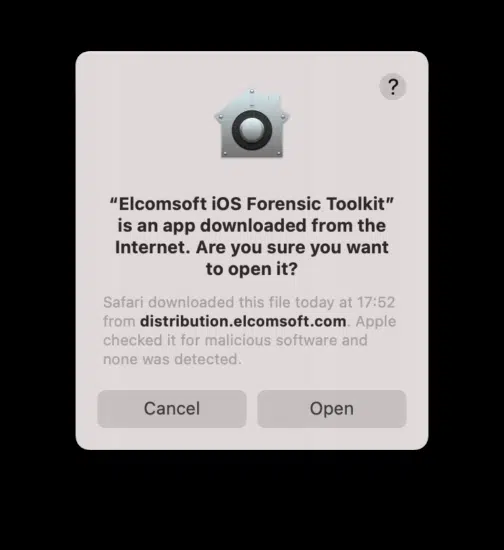 ?
“Elcomsoft iOS Forensic Toolkit”
is an app downloaded from the
Internet. Are you sure you want
to open it?
Safari downloaded this file today at 17:52
from distribution.elcomsoft.com. Apple
checked it for malicious software and
none was detected.
Cancel Open